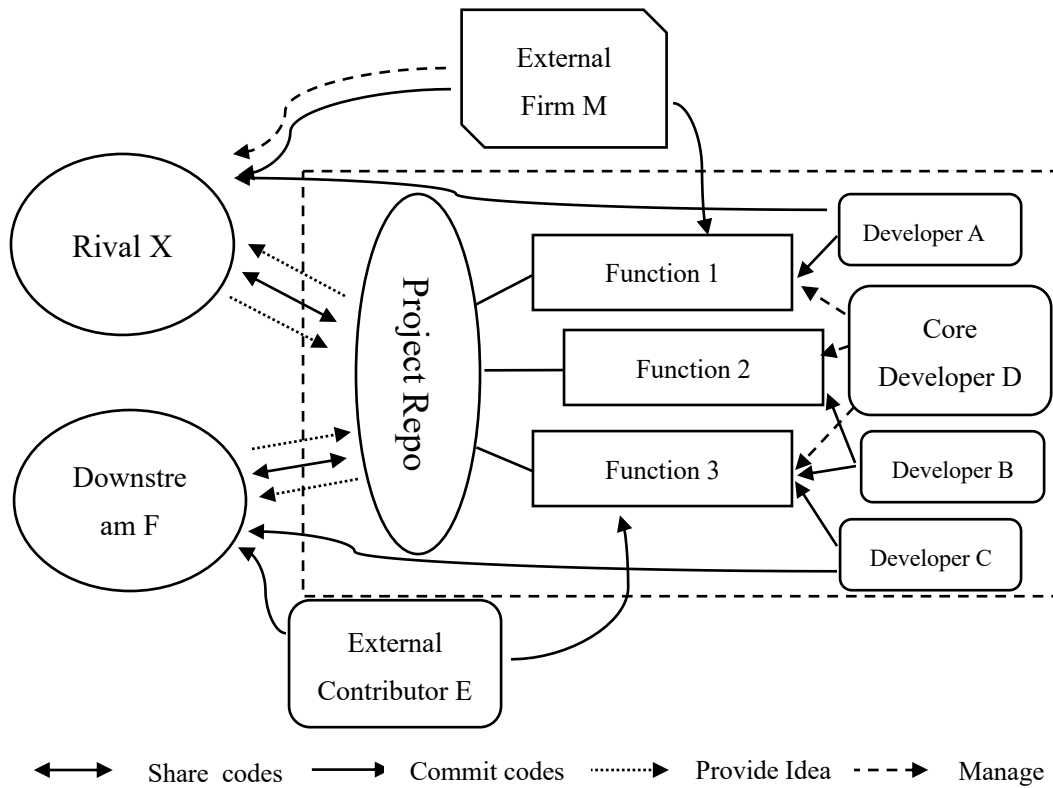 External
Firm M
Rival X
Developer A
Function 1
Project Repo
Core
Developer D
Function 2
Function 3
Developer B
Downstre
am F
Developer C
External
Contributor E
Share codes
Commit codes
Provide Idea
Manage